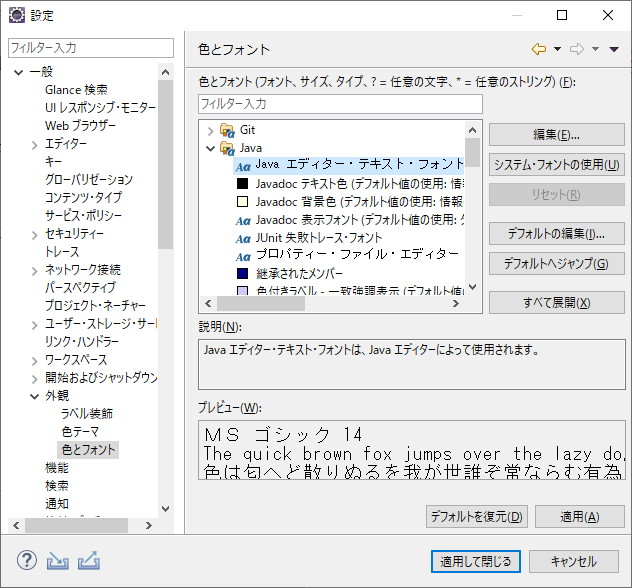 設定
フィルター入力
一般
Glance 検索
UI レスポンシブ・モニター
Web ブラウザー
エディター
キー
グローバリゼーション
コンテンツ・タイプ
サービス・ポリシー
セキュリティー
トレース
ネットワーク接続
パースペクティブ
プロジェクト・ネーチャー
ユーザー・ストレージ・サー
リンク・ハンドラー
ワークスペース
開始およびシャットダウン
外観
ラベル装飾
色テーマ
色とフォント
機能
検索
通知
色とフォント
色とフォント (フォント、サイズ、タイプ、? = 任意の文字、* = 任意のストリング) (F):
フィルター入力
Git
Java
Java エディター・テキスト・フォント
Javadoc テキスト色 (デフォルト値の使用: 情報
Javadoc 背景色 (デフォルト値の使用: 情報
Javadoc 表示フォント (デフォルト値の使用: タ
JUnit 失敗トレース・フォント
プロパティー・ファイル・エディター
継承されたメンバー
色付きラベル - 一致強調表示 (デフォルト値
編集(E)...
システム・フォントの使用(U)
リセット(R)
デフォルトの編集(I)...
デフォルトへジャンプ(G)
すべて展開(X)
説明(N):
Java エディター・テキスト・フォントは、Java エディターによって使用されます。
プレビュー(W):
ＭＳ ゴシック 14
The quick brown fox jumps over the lazy do
色は匂へど散りぬるを我が世誰ぞ常ならむ有為
デフォルトを復元(D)
適用(A)
適用して閉じる
キャンセル